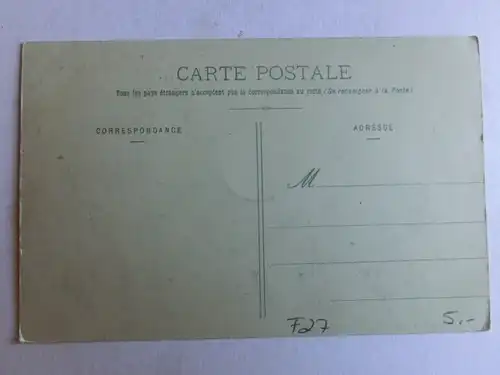 CARTE POSTALE
Tous les pays étrangers n'acceptent pas la correspondance au recto (Se renseigner à la Poste)
CORRESPONDANCE
ADRESSE
M
F27
5.-